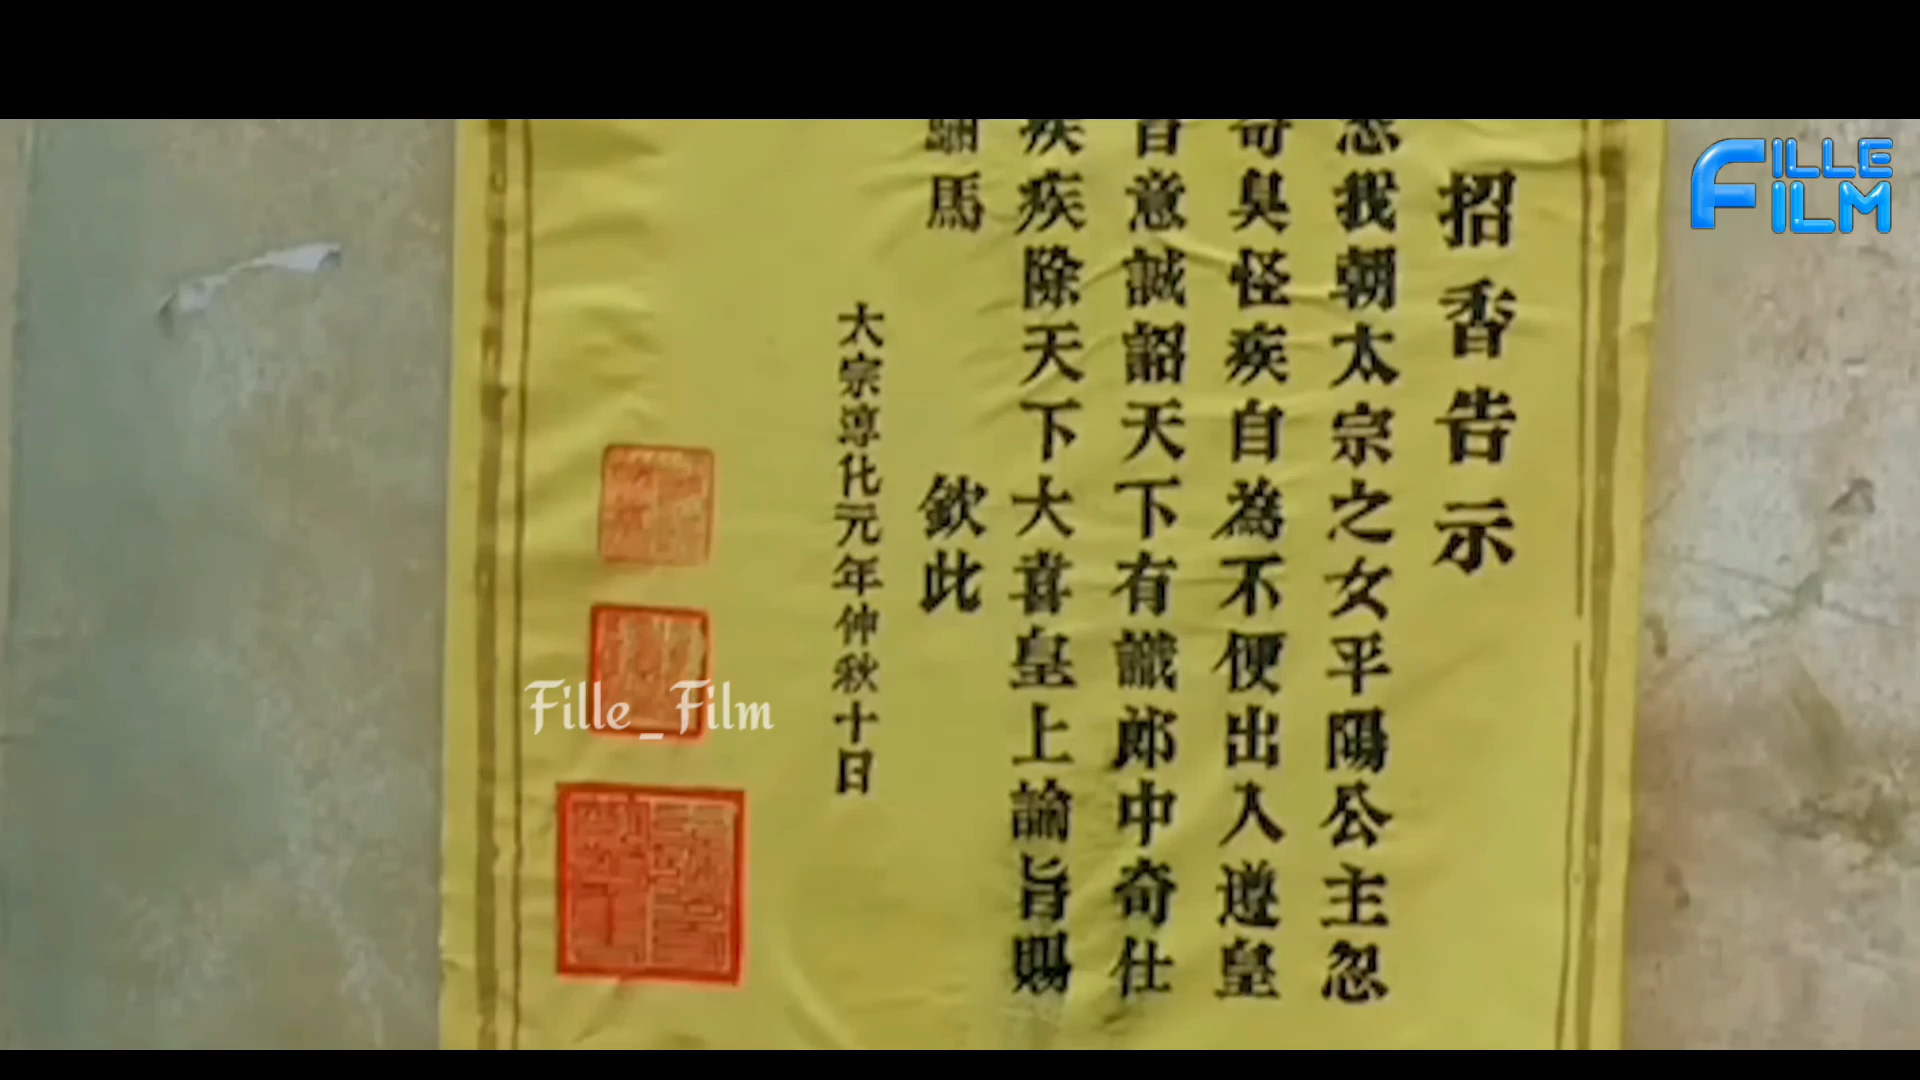 招香告示
我朝太宗之女平陽公主忽
奇臭怪疾自為不便出入遵皇
旨意誠詔天下有識郎中奇仕
疾疾除天下大喜皇上諭旨賜
馬
欽此
太宗淳化元年仲秋十日
FILLE FILM
Fille_Film